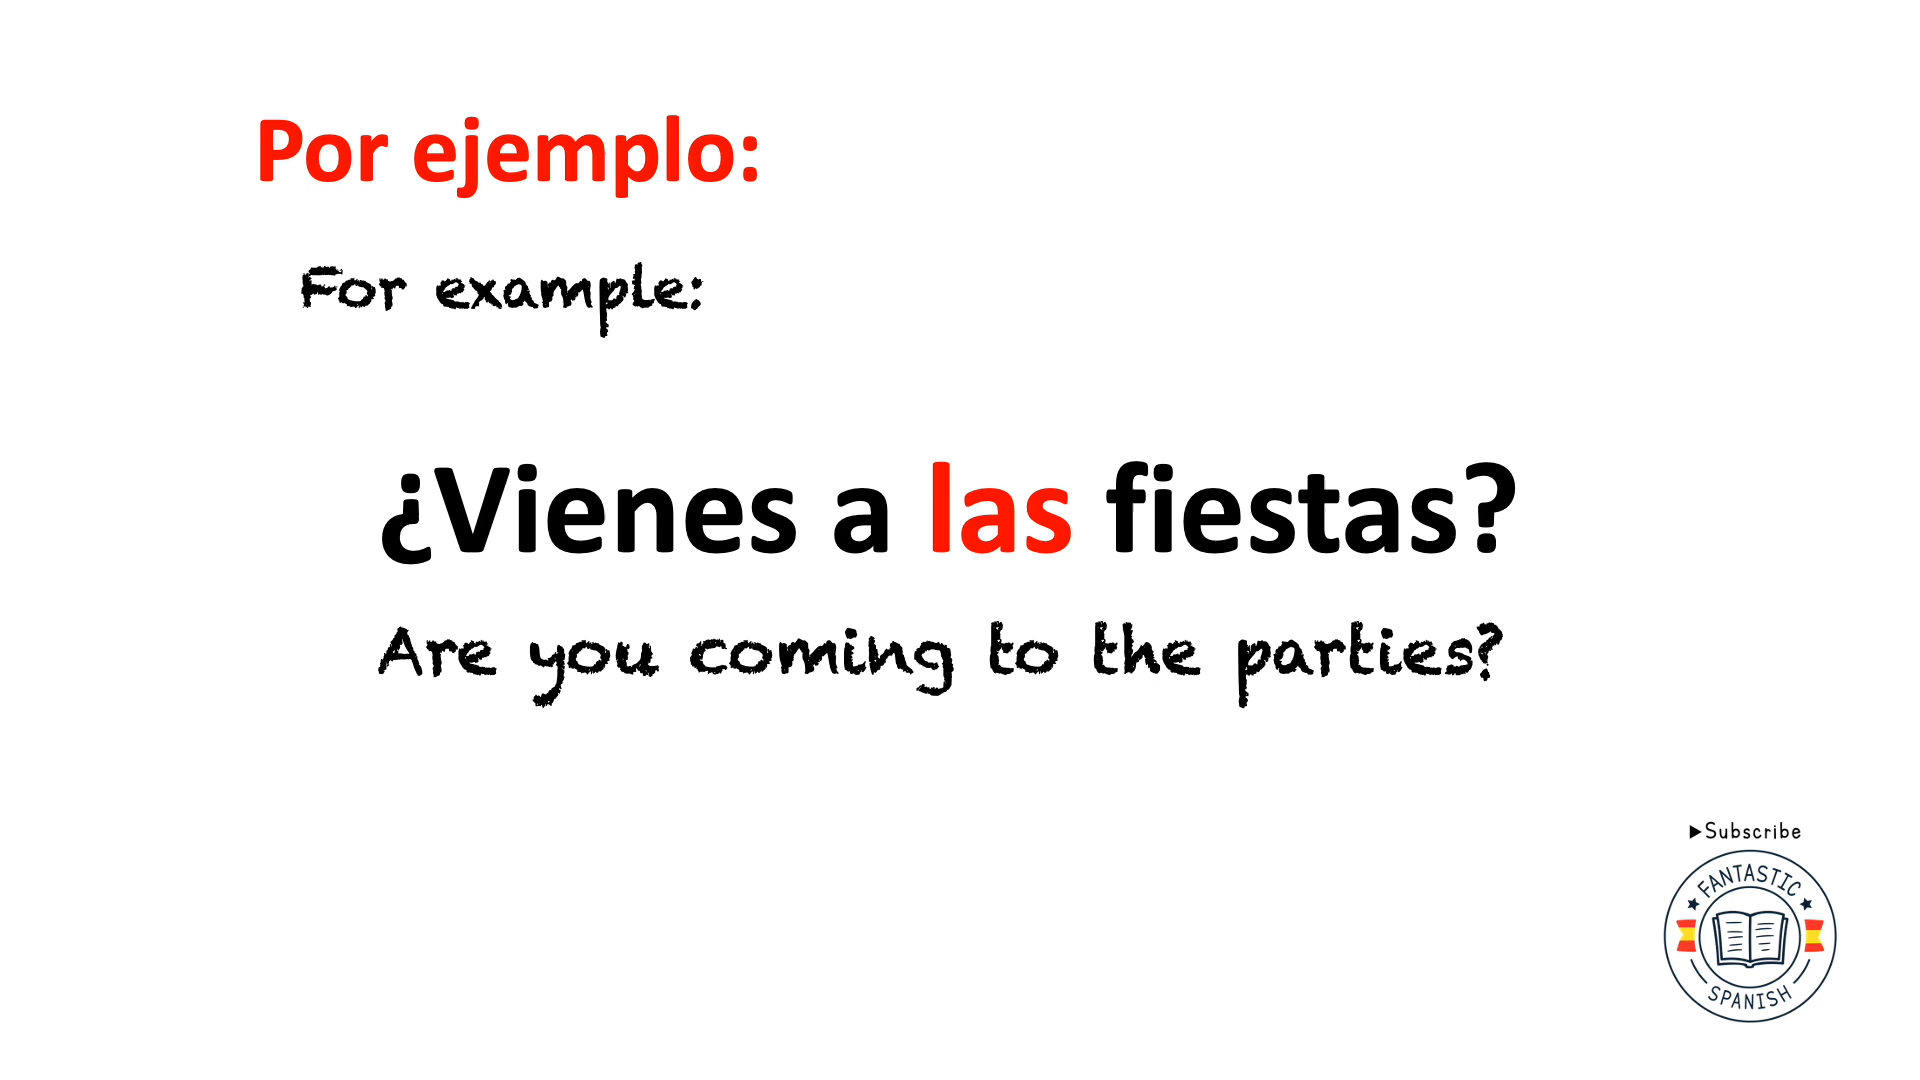 Por ejemplo:
For example:
¿Vienes a las fiestas?
Are you coming to the parties?
▶Subscribe
FANTASTIC
SPANISH